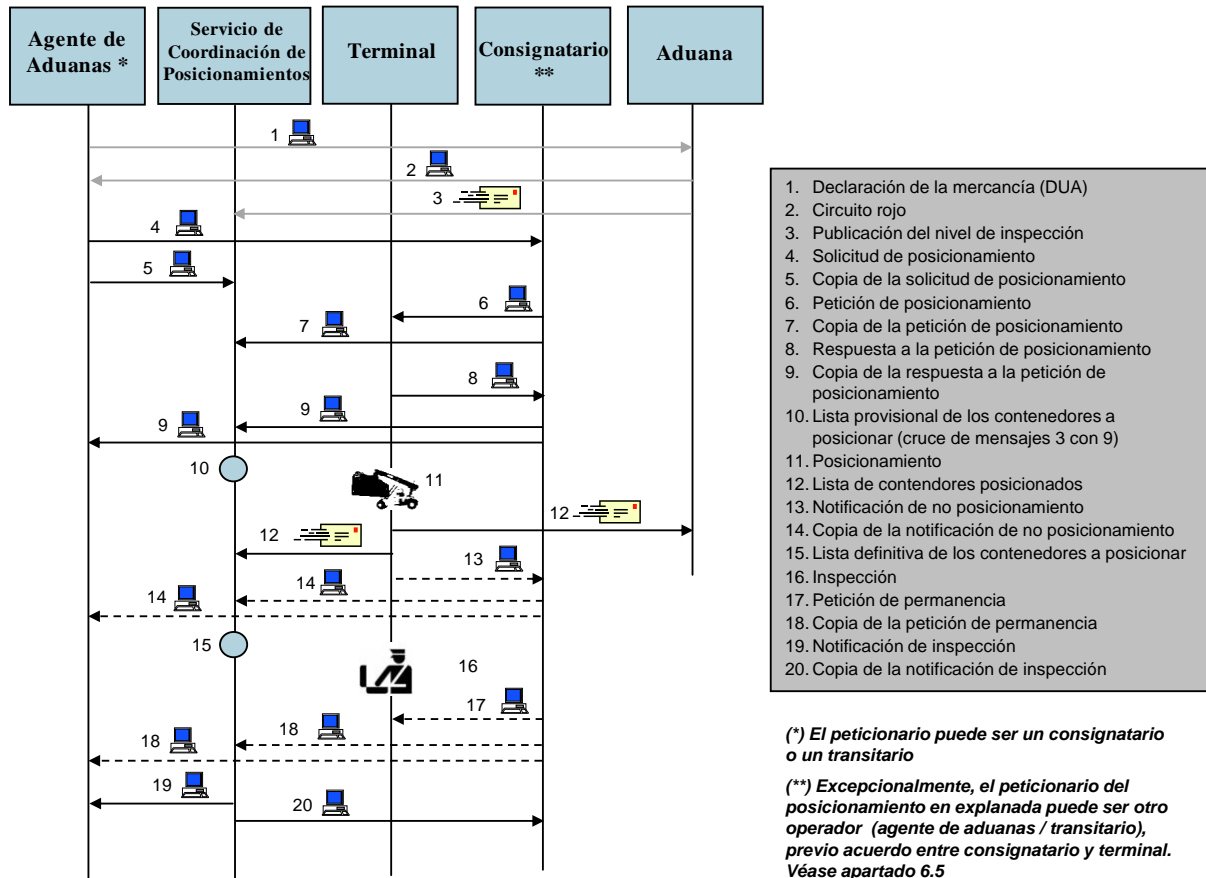 Agente de
Aduanas *
Servicio de
Coordinación de
Posicionamientos
Terminal
Consignatario
**
Aduana
1
2
3
4
5
6
7
8
9
9
10
11
12
12
13
14
14
15
16
17
18
18
19
20
1. Declaración de la mercancía (DUA)
2. Circuito rojo
3. Publicación del nivel de inspección
4. Solicitud de posicionamiento
5. Copia de la solicitud de posicionamiento
6. Petición de posicionamiento
7. Copia de la petición de posicionamiento
8. Respuesta a la petición de posicionamiento
9. Copia de la respuesta a la petición de
posicionamiento
10. Lista provisional de los contenedores a
posicionar (cruce de mensajes 3 con 9)
11. Posicionamiento
12. Lista de contendores posicionados
13. Notificación de no posicionamiento
14. Copia de la notificación de no posicionamiento
15. Lista definitiva de los contenedores a posicionar
16. Inspección
17. Petición de permanencia
18. Copia de la petición de permanencia
19. Notificación de inspección
20. Copia de la notificación de inspección
(*) El peticionario puede ser un consignatario
o un transitario
(**) Excepcionalmente, el peticionario del
posicionamiento en explanada puede ser otro
operador (agente de aduanas / transitario),
previo acuerdo entre consignatario y terminal.
Véase apartado 6.5